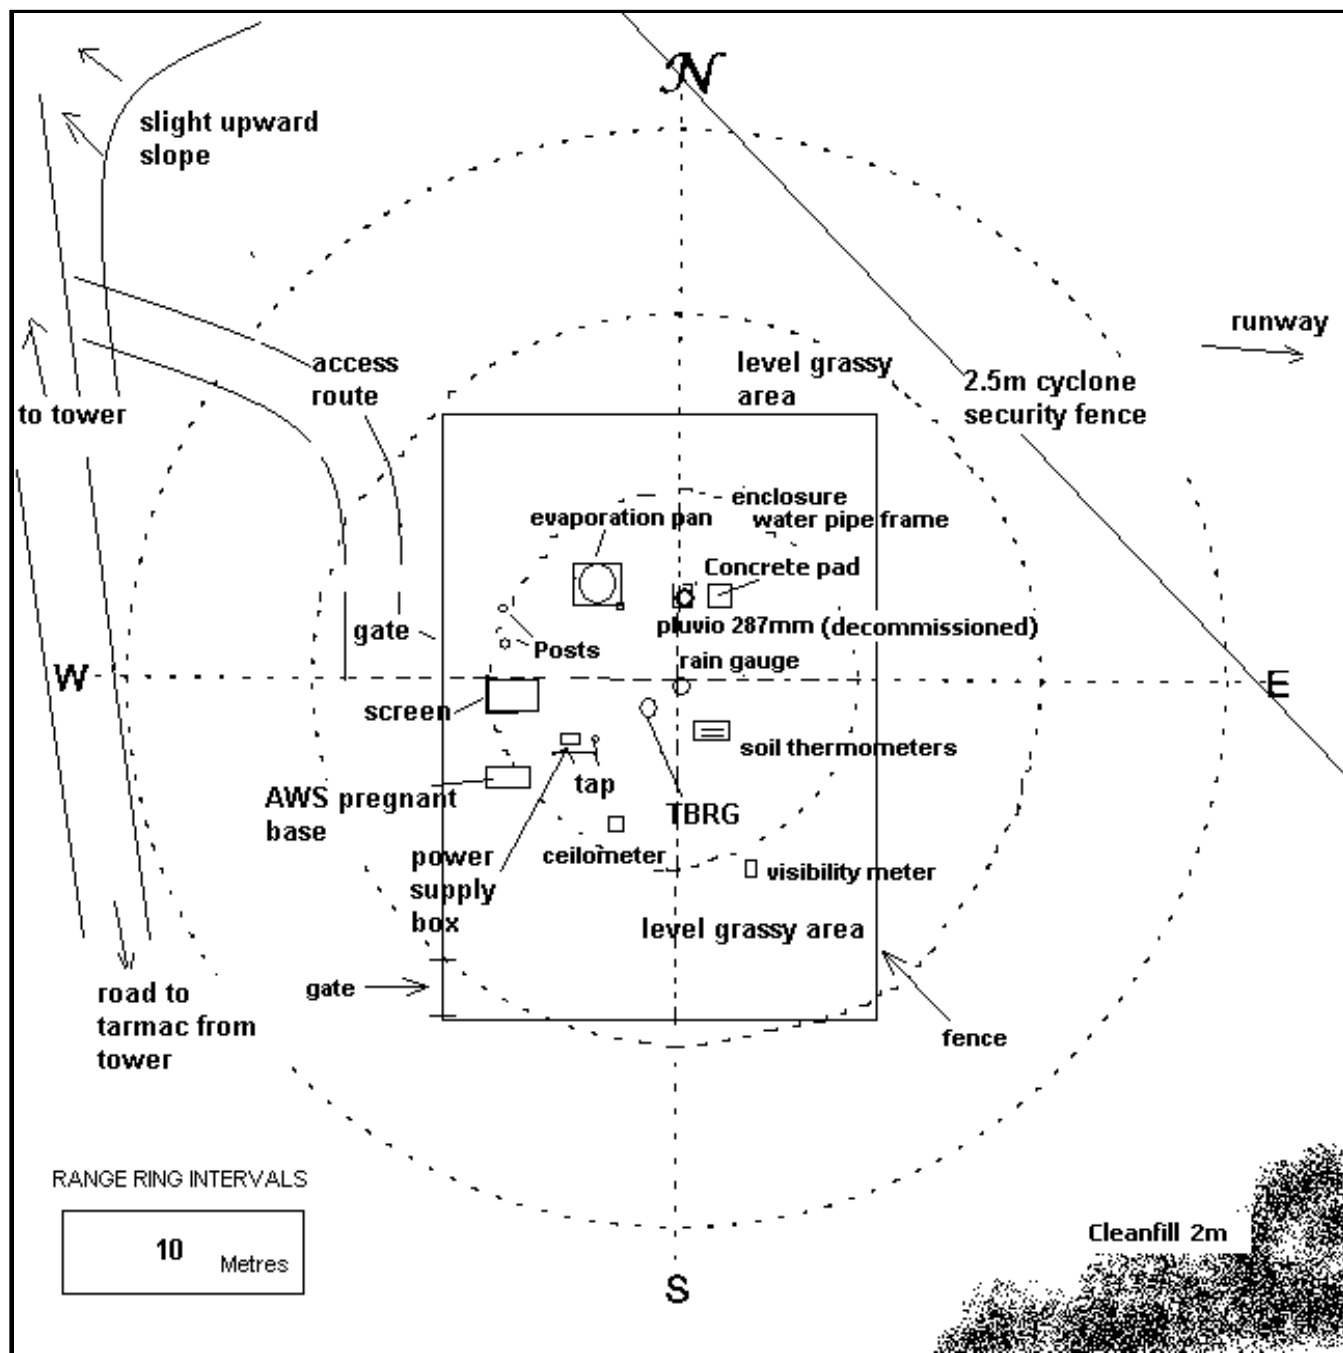 N
slight upward
slope
runway
access
route
level grassy
area
2.5m cyclone
security fence
to tower
enclosure
water pipe frame
evaporation pan
Concrete pad
gate
pluvio 287mm (decommissioned)
Posts
rain gauge
W
E
screen
soil thermometers
tap
AWS pregnant
base
TBRG
power
supply
box
ceilometer
visibility meter
level grassy area
gate
road to
tarmac from
tower
fence
RANGE RING INTERVALS
10 Metres
Cleanfill 2m
S